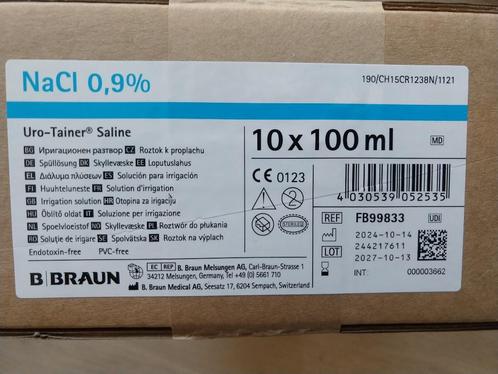 NaCl 0,9%
190/CH15CR1238N/1121
Uro-Tainer® Saline
10 x 100 ml
MD
BG Иригационен разтвор CZ Roztok k proplachu
DE Spüllösung DK Skyllevæske EE Loputuslahus
EL Διάλυμα πλύσεων ES Solución para irrigación
FI Huuhteluneste FR Solution d'irrigation
GB Irrigation solution HR Otopina za irigaciju
HU Öblítő oldat IT Soluzione per irrigazione
NL Spoelvloeistof NO Skyllevæske PL Roztwór do płukania
RO Soluţie de irigare SE Spolvätska SK Roztok na výplach
Endotoxin-free PVC-free
CE 0123
4 030539 052535
REF FB99833 UDI
2024-10-14
LOT 244217611
2027-10-13
INT: 000003662
B|BRAUN
EC REP B. Braun Melsungen AG, Carl-Braun-Strasse 1
34212 Melsungen, Germany, Tel +49 (0) 5661 710
B. Braun Medical AG, Seesatz 17, 6204 Sempach, Switzerland